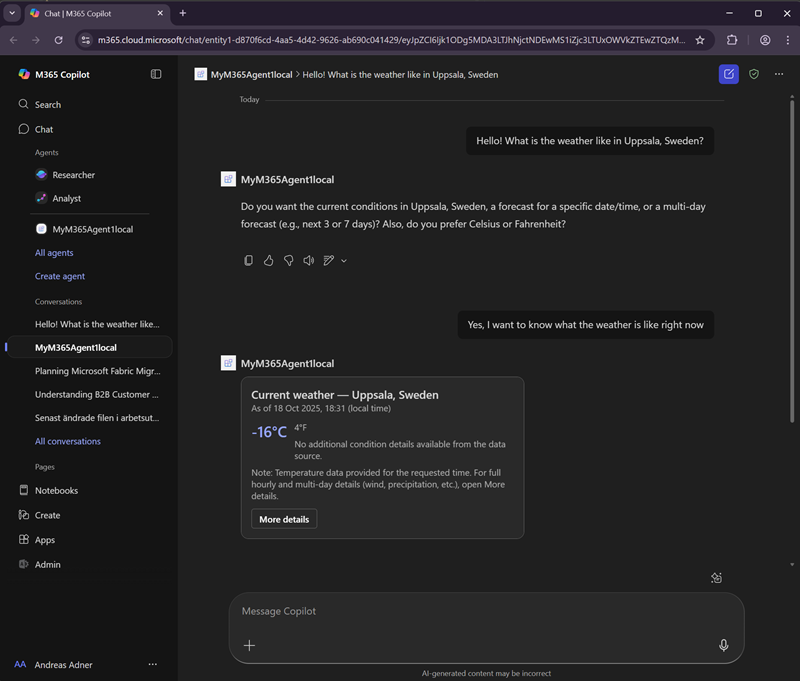 Chat | M365 Copilot
m365.cloud.microsoft/chat/entity1-d870f6cd-4aa5-4d42-9626-ab690c041429/
M365 Copilot
MyM365Agent1local > Hello! What is the weather like in Uppsala, Sweden
Search
Chat
Agents
Researcher
Analyst
MyM365Agent1local
All agents
Create agent
Conversations
Hello! What is the weather like...
MyM365Agent1local
Planning Microsoft Fabric Migr...
Understanding B2B Customer ...
Senast ändrade filen i arbetsut...
All conversations
Pages
Notebooks
Create
Apps
Admin
AA Andreas Adner
Today
Hello! What is the weather like in Uppsala, Sweden?
MyM365Agent1local
Do you want the current conditions in Uppsala, Sweden, a forecast for a specific date/time, or a multi-day
forecast (e.g., next 3 or 7 days)? Also, do you prefer Celsius or Fahrenheit?
Yes, I want to know what the weather is like right now
MyM365Agent1local
Current weather — Uppsala, Sweden
As of 18 Oct 2025, 18:31 (local time)
-16°C
4°F
No additional condition details available from the data
source.
Note: Temperature data provided for the requested time. For full
hourly and multi-day details (wind, precipitation, etc.), open More
details.
More details
Message Copilot
AI-generated content may be incorrect